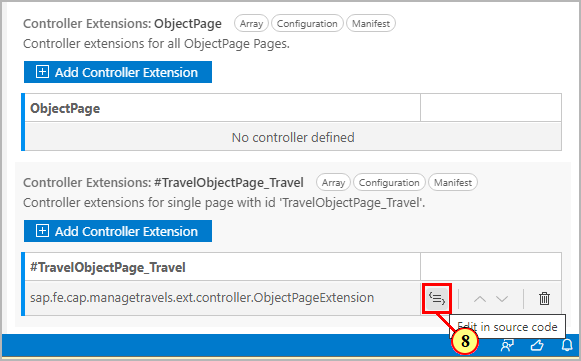 Controller Extensions: ObjectPage Array Configuration Manifest
Controller extensions for all ObjectPage Pages.
Add Controller Extension
ObjectPage
No controller defined
Controller Extensions: #TravelObjectPage_Travel Array Configuration Manifest
Controller extensions for single page with id 'TravelObjectPage_Travel'.
Add Controller Extension
#TravelObjectPage_Travel
sap.fe.cap.managetravels.ext.controller.ObjectPageExtension
Edit in source code
8